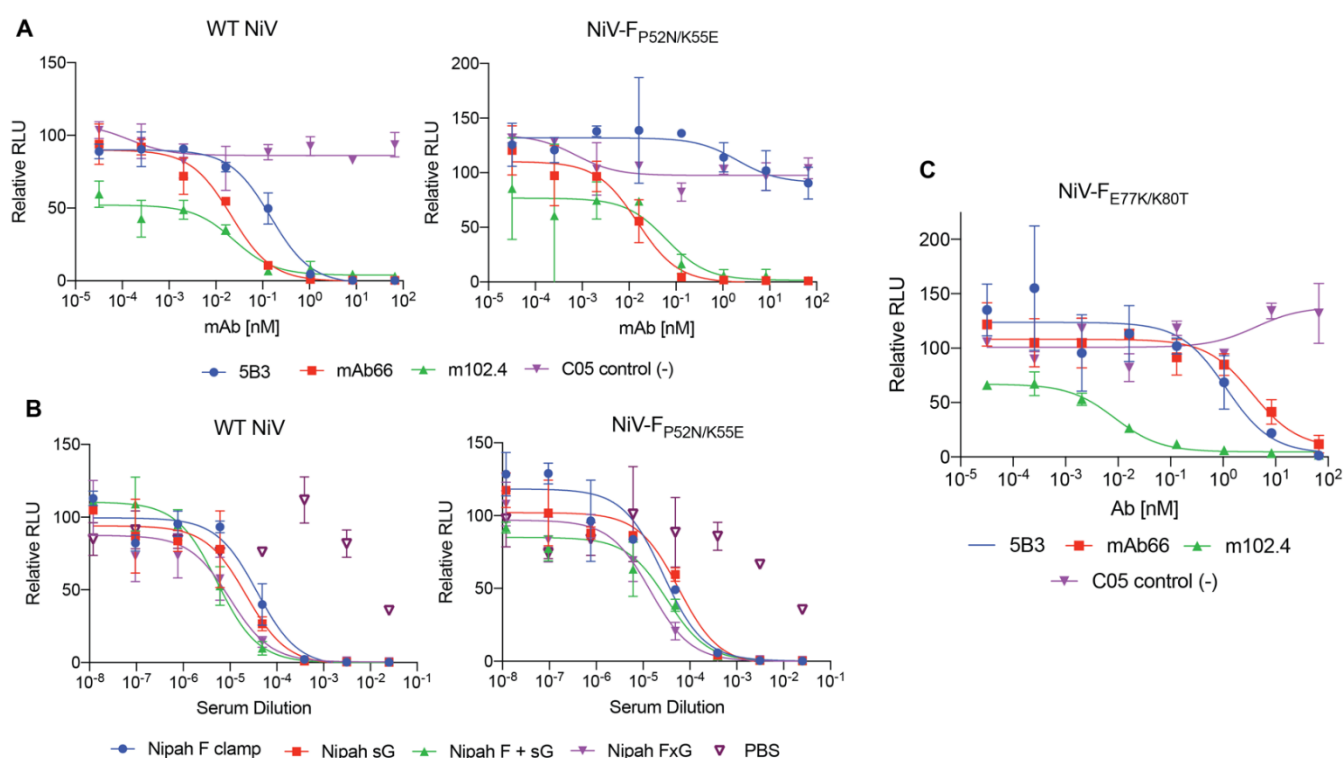 A
WT NiV
150
100
50
0
Relative RLU
10-5 10-4 10-3 10-2 10-1 100 101 102
mAb [nM]
NiV-FP52N/K55E
200
150
100
50
0
Relative RLU
10-5 10-4 10-3 10-2 10-1 100 101 102
mAb [nM]
5B3 mAb66 m102.4 C05 control (-)
B
WT NiV
150
100
50
0
Relative RLU
10-8 10-7 10-6 10-5 10-4 10-3 10-2 10-1
Serum Dilution
NiV-FP52N/K55E
150
100
50
0
Relative RLU
10-8 10-7 10-6 10-5 10-4 10-3 10-2 10-1
Serum Dilution
Nipah F clamp Nipah sG Nipah F + sG Nipah FxG PBS
C
NiV-FE77K/K80T
200
150
100
50
0
Relative RLU
10-5 10-4 10-3 10-2 10-1 100 101 102
Ab [nM]
5B3 mAb66 m102.4
C05 control (-)